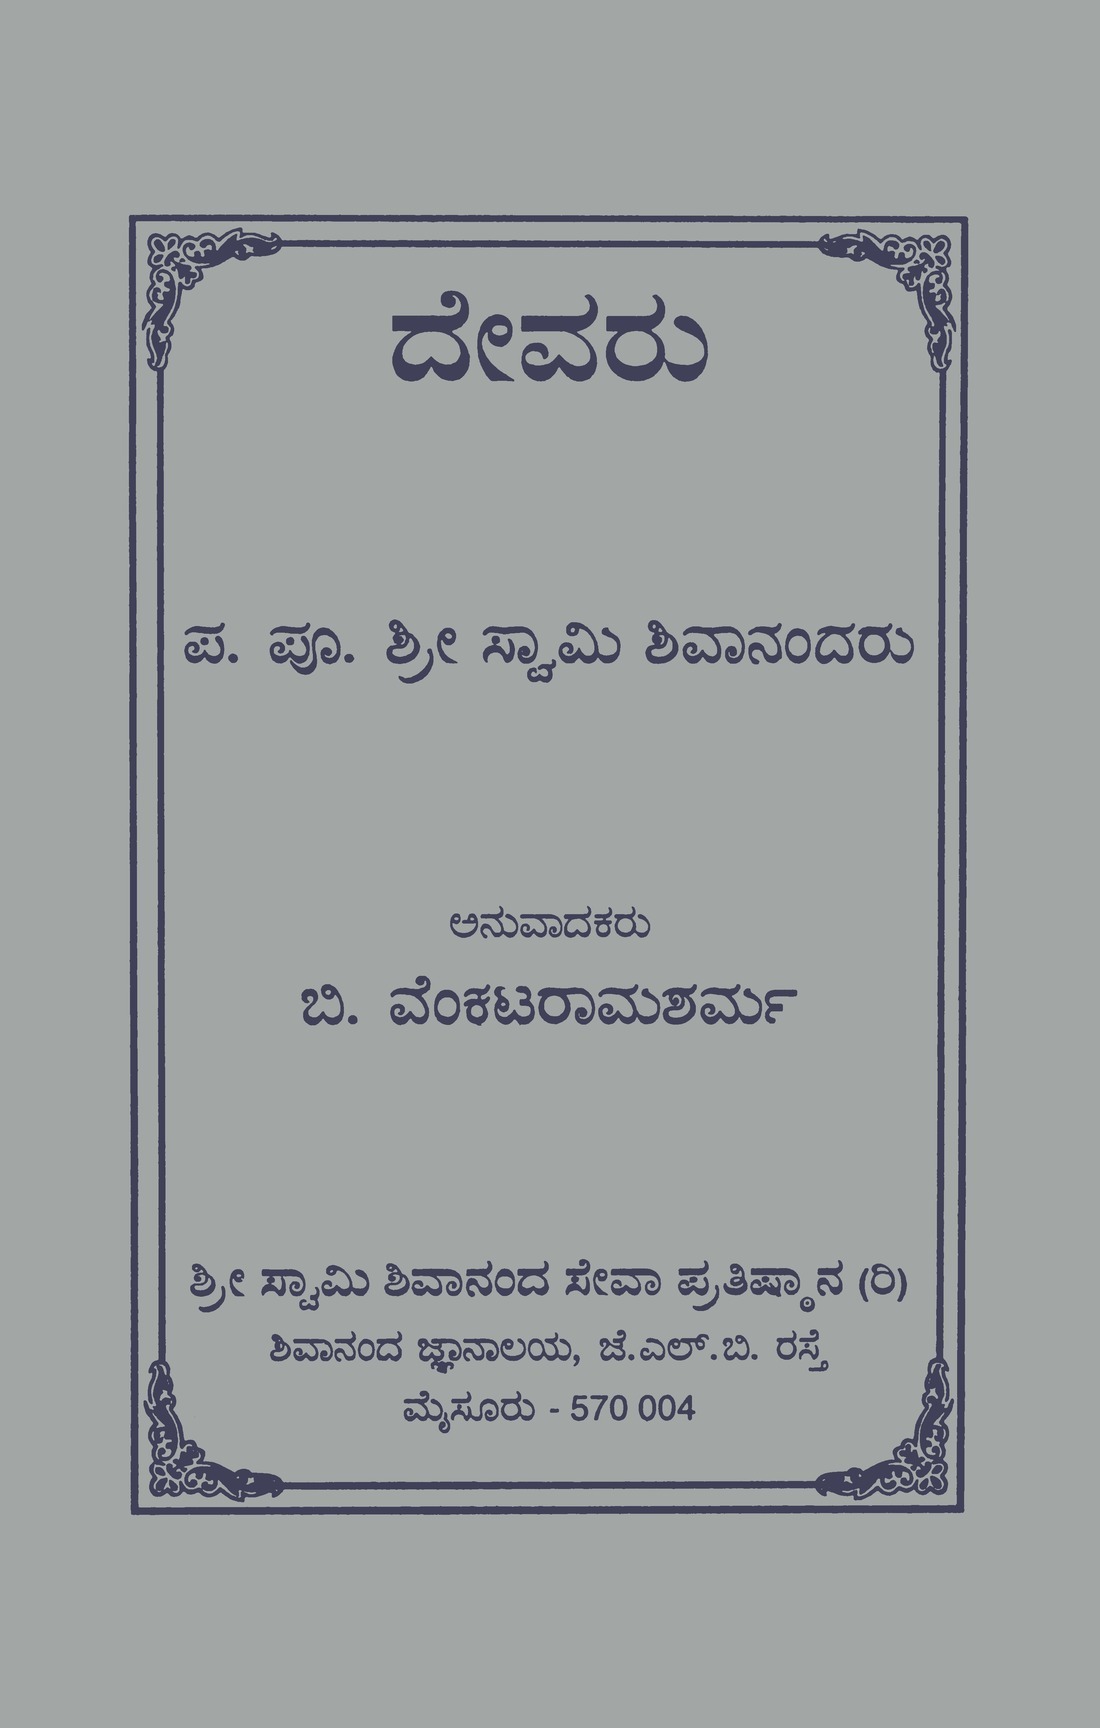 ದೇವರು
ಪ. ಪೂ. ಶ್ರೀ ಸ್ವಾಮಿ ಶಿವಾನಂದರು
ಅನುವಾದಕರು
ಬಿ. ವೆಂಕಟರಾಮಶರ್ಮ
ಶ್ರೀ ಸ್ವಾಮಿ ಶಿವಾನಂದ ಸೇವಾ ಪ್ರತಿಷ್ಠಾನ (ರಿ)
ಶಿವಾನಂದ ಜ್ಞಾನಾಲಯ, ಜೆ.ಎಲ್.ಬಿ. ರಸ್ತೆ
ಮೈಸೂರು - 570 004